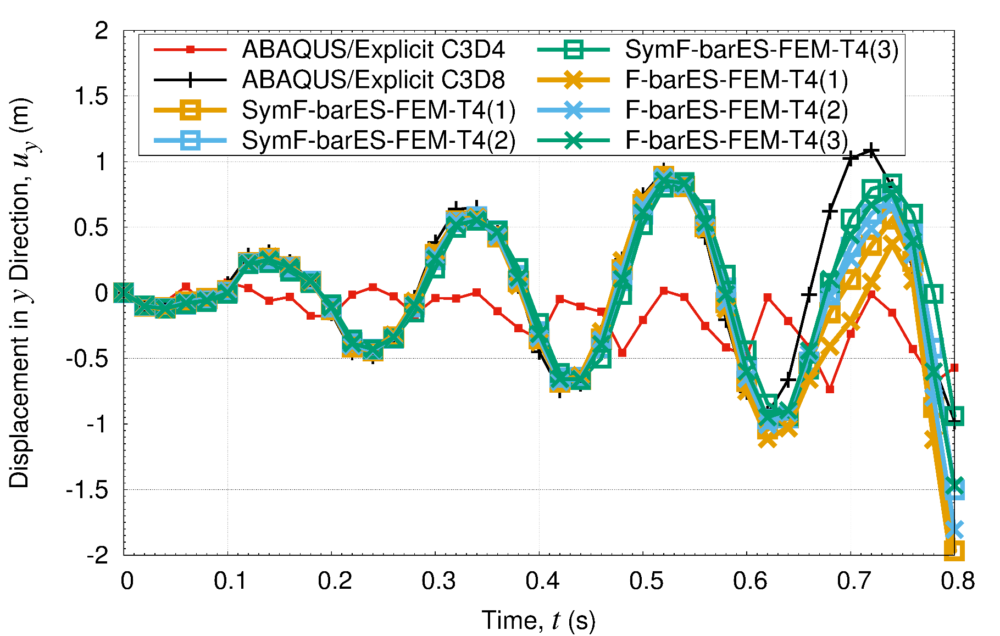 2
1.5
1
0.5
0
-0.5
-1
-1.5
-2
Displacement in y Direction, uy (m)
ABAQUS/Explicit C3D4
ABAQUS/Explicit C3D8
SymF-barES-FEM-T4(1)
SymF-barES-FEM-T4(2)
SymF-barES-FEM-T4(3)
F-barES-FEM-T4(1)
F-barES-FEM-T4(2)
F-barES-FEM-T4(3)
0 0.1 0.2 0.3 0.4 0.5 0.6 0.7 0.8
Time, t (s)